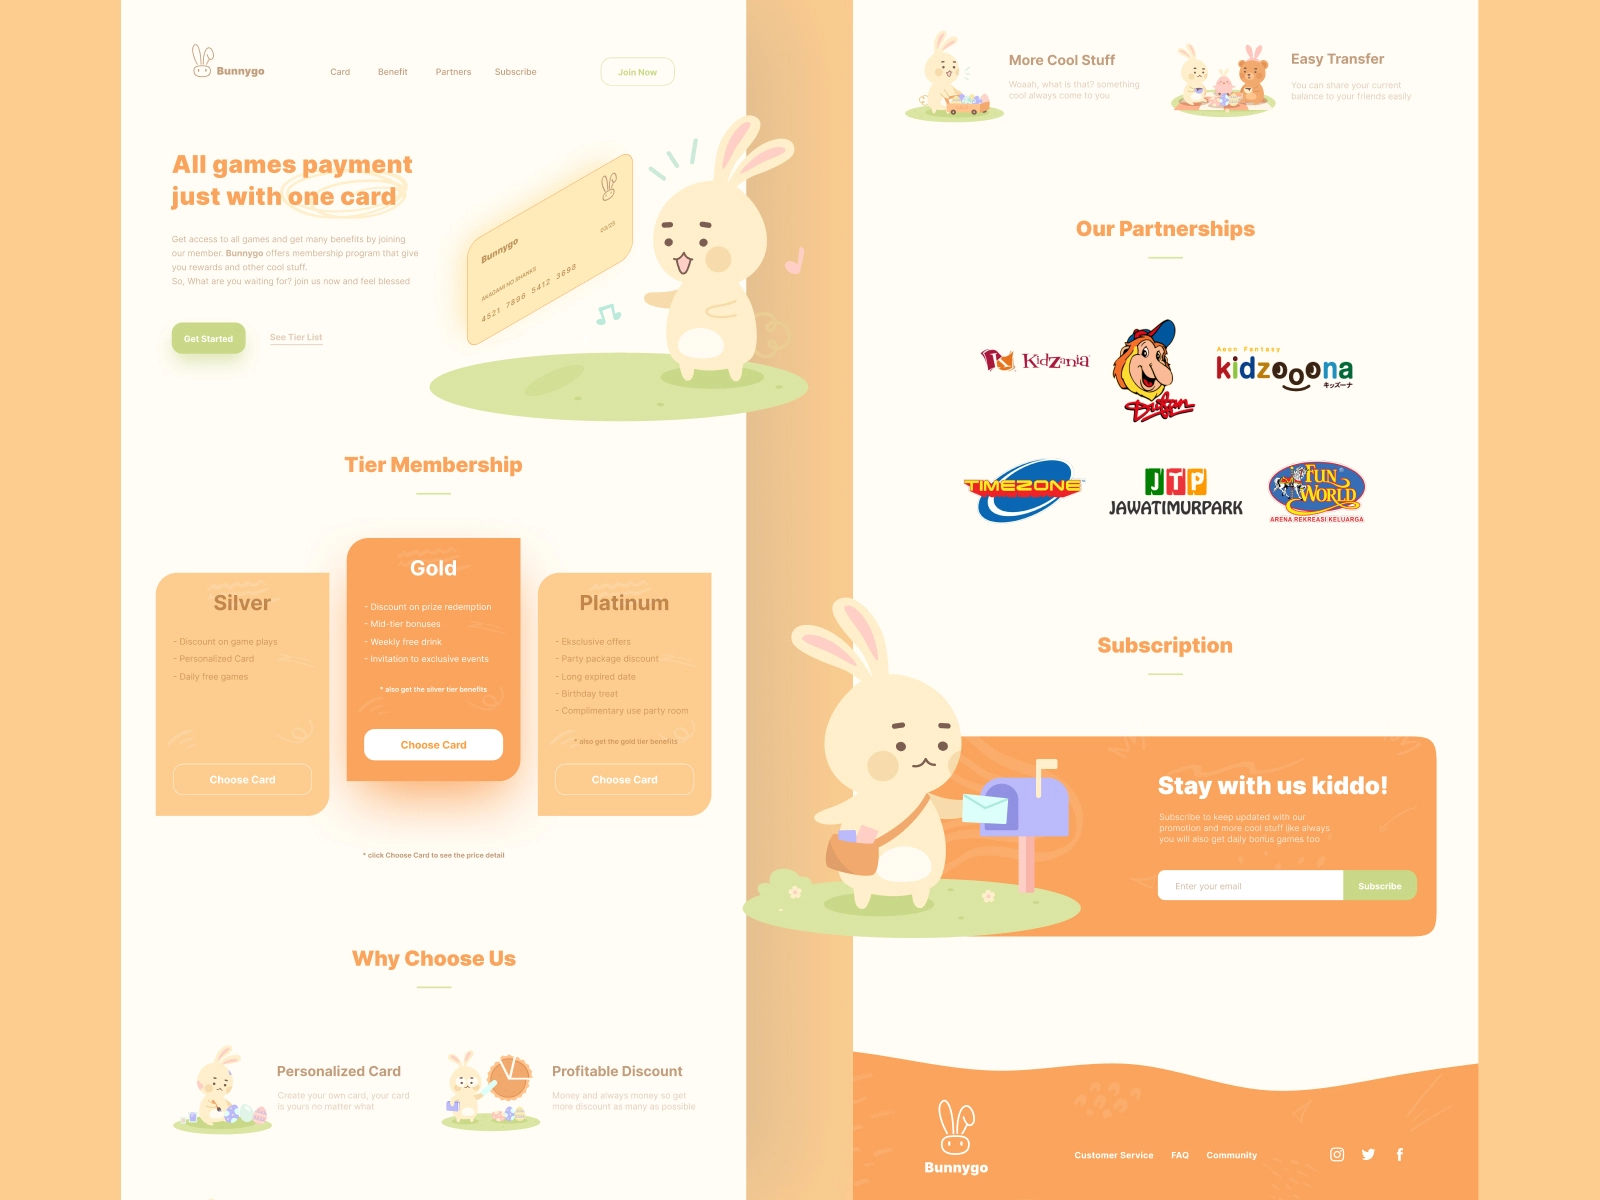 Bunnygo
Card
Benefit
Partners
Subscribe
Join Now
All games payment
just with one card
Get access to all games and get many benefits by joining
our member. Bunnygo offers membership program that give
you rewards and other cool stuff.
So, What are you waiting for? join us now and feel blessed
Get Started
See Tier List
Bunnygo
03/25
AKAGAMI NO SHANKS
4521 7896 5412 3698
Tier Membership
Silver
- Discount on game plays
- Personalized Card
- Daily free games
Choose Card
Gold
- Discount on prize redemption
- Mid-tier bonuses
- Weekly free drink
- Invitation to exclusive events
* also get the silver tier benefits
Choose Card
Platinum
- Eksclusive offers
- Party package discount
- Long expired date
- Birthday treat
- Complimentary use party room
* also get the gold tier benefits
Choose Card
* click Choose Card to see the price detail
Why Choose Us
Personalized Card
Create your own card, your card
is yours no matter what
Profitable Discount
Money and always money so get
more discount as many as possible
More Cool Stuff
Woaah, what is that? something
cool always come to you
Easy Transfer
You can share your current
balance to your friends easily
Our Partnerships
KidZania
Dufan
Aeon Fantasy
kidzooona
キッズーナ
TIMEZONE
JTP
JAWATIMURPARK
FUN
WORLD
ARENA REKREASI KELUARGA
Subscription
Stay with us kiddo!
Subscribe to keep updated with our
promotion and more cool stuff like always
you will also get daily bonus games too
Enter your email
Subscribe
Bunnygo
Customer Service
FAQ
Community